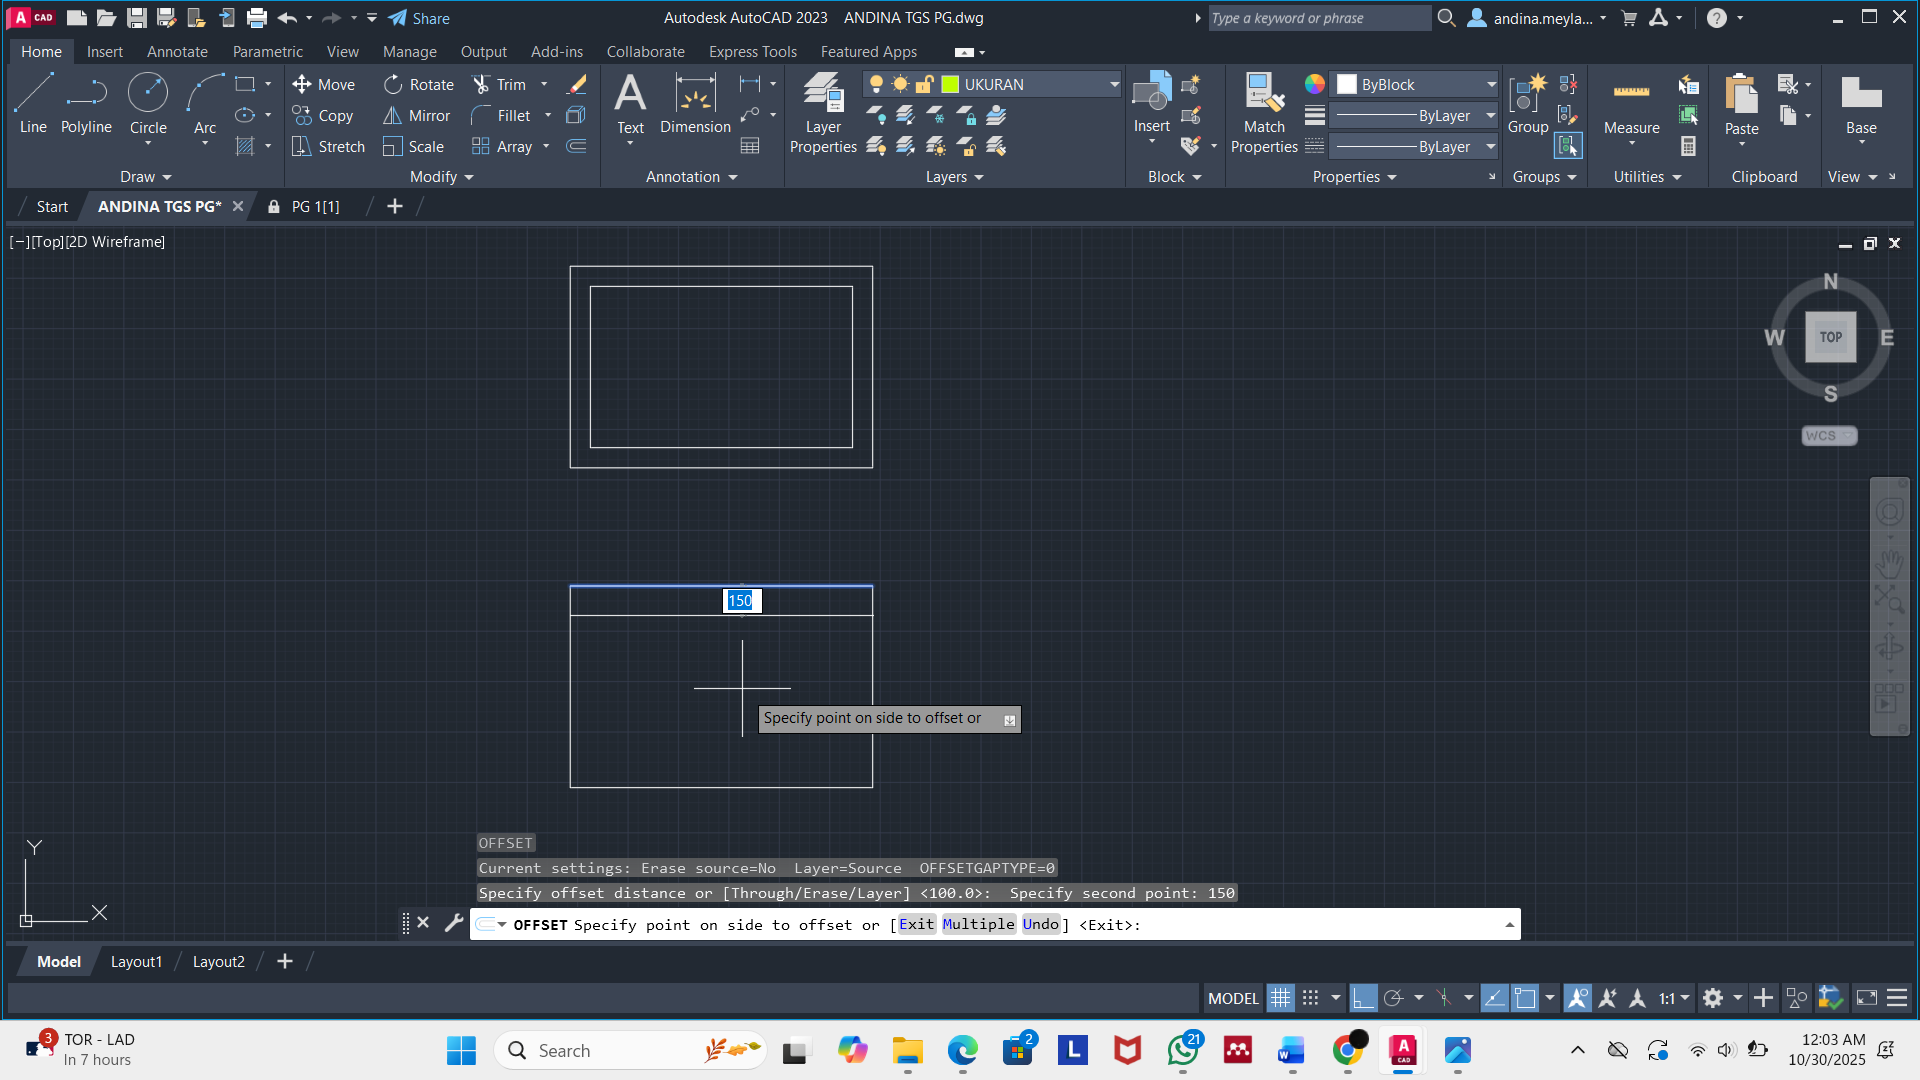 A CAD Share Autodesk AutoCAD 2023 ANDINA TGS PG.dwg Type a keyword or phrase andina.meyla... ?
Home Insert Annotate Parametric View Manage Output Add-ins Collaborate Express Tools Featured Apps
Line Polyline Circle Arc
Move Rotate Trim
Copy Mirror Fillet
Stretch Scale Array
Text Dimension
Layer Properties
UKURAN
Insert
Match Properties
ByBlock
ByLayer
ByLayer
Group Measure Paste Base
Draw Modify Annotation Layers Block Properties Groups Utilities Clipboard View
Start ANDINA TGS PG* PG 1[1]
[−][Top][2D Wireframe]
N
W TOP E
S
WCS
150
Specify point on side to offset or
Y
X
OFFSET
Current settings: Erase source=No Layer=Source OFFSETGAPTYPE=0
Specify offset distance or [Through/Erase/Layer] <100.0>: Specify second point: 150
OFFSET Specify point on side to offset or [Exit Multiple Undo] <Exit>:
Model Layout1 Layout2
MODEL 1:1
3 TOR - LAD
In 7 hours
Search
2
L
21
W
A CAD
12:03 AM
10/30/2025